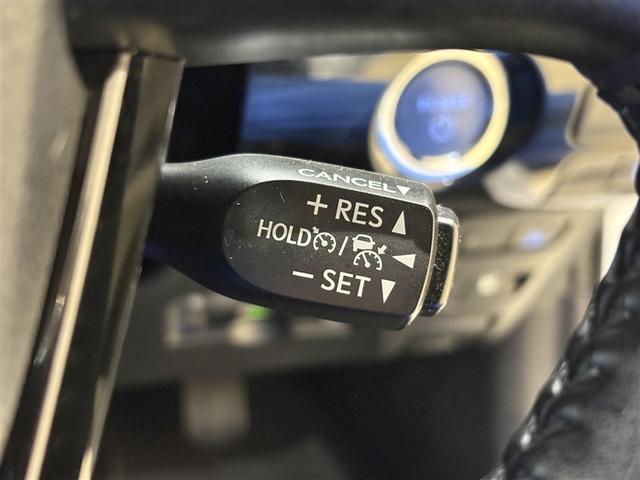 CANCEL▼
+ RES ▲
HOLD / ◀
− SET ▼